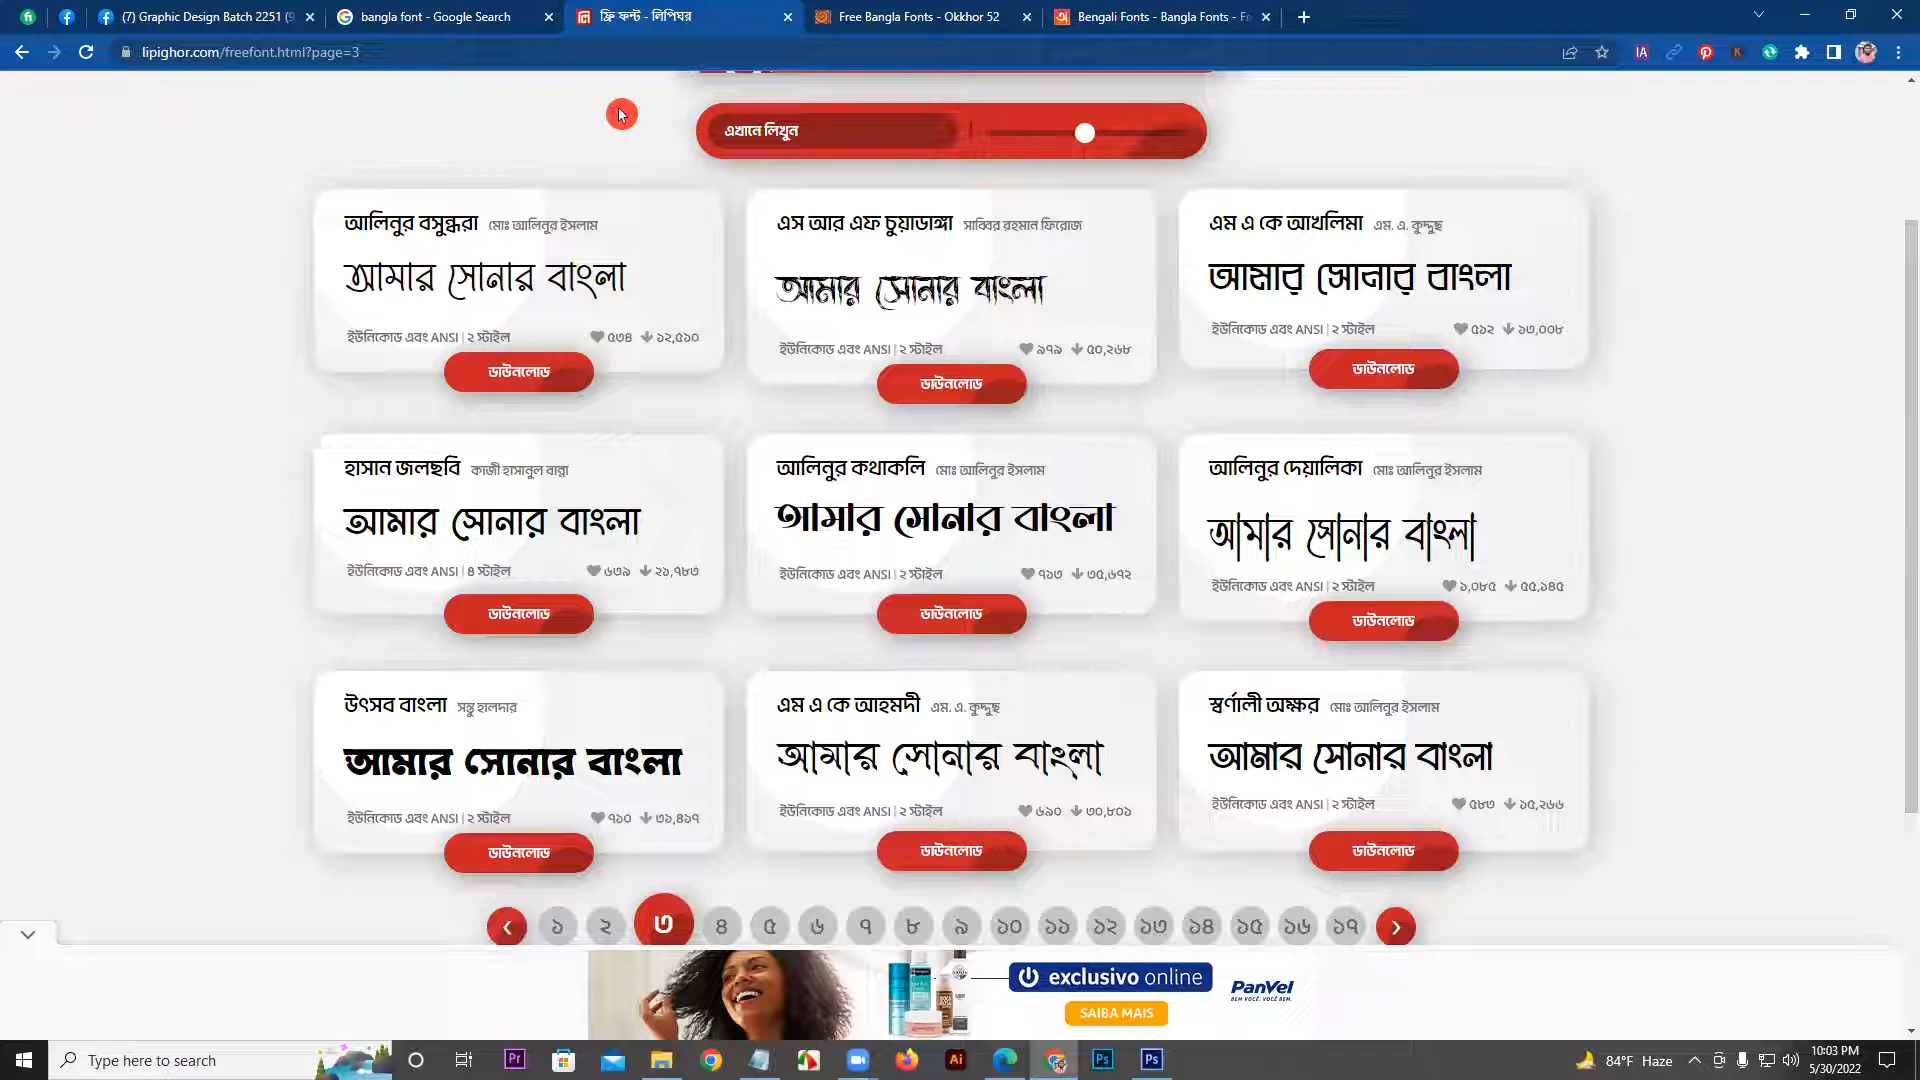 (7) Graphic Design Batch 2251 (9
bangla font - Google Search
ফ্রি ফন্ট - লিপিঘর
Free Bangla Fonts - Okkhor 52
Bengali Fonts - Bangla Fonts - Fr
lipighor.com/freefont.html?page=3
এখানে লিখুন
আলিনুর বসুন্ধরা মোঃ আলিনুর ইসলাম
আমার সোনার বাংলা
ইউনিকোড এবং ANSI | ২ স্টাইল ৫৩৪ ১২,৫১০
ডাউনলোড
এস আর এফ চুয়াডাঙ্গা সাব্বির রহমান ফিরোজ
আমার সোনার বাংলা
ইউনিকোড এবং ANSI | ২ স্টাইল ৯৭৯ ৫০,২৬৮
ডাউনলোড
এম এ কে আখলিমা এম. এ. কুদ্দুছ
আমার সোনার বাংলা
ইউনিকোড এবং ANSI | ২ স্টাইল ৫১২ ১৩,০০৮
ডাউনলোড
হাসান জলছবি কাজী হাসানুল বান্না
আমার সোনার বাংলা
ইউনিকোড এবং ANSI | ৪ স্টাইল ৬৩৯ ২১,৭৮৩
ডাউনলোড
আলিনুর কথাকলি মোঃ আলিনুর ইসলাম
আমার সোনার বাংলা
ইউনিকোড এবং ANSI | ২ স্টাইল ৭১৩ ৩৫,৬৭২
ডাউনলোড
আলিনুর দেয়ালিকা মোঃ আলিনুর ইসলাম
আমার সোনার বাংলা
ইউনিকোড এবং ANSI | ২ স্টাইল ১,০৮৫ ৫৫,১৪৫
ডাউনলোড
উৎসব বাংলা সন্তু হালদার
আমার সোনার বাংলা
ইউনিকোড এবং ANSI | ২ স্টাইল ৭১০ ৩১,৪১৭
ডাউনলোড
এম এ কে আহমদী এম. এ. কুদ্দুছ
আমার সোনার বাংলা
ইউনিকোড এবং ANSI | ২ স্টাইল ৬৯০ ৩০,৮০১
ডাউনলোড
স্বর্ণালী অক্ষর মোঃ আলিনুর ইসলাম
আমার সোনার বাংলা
ইউনিকোড এবং ANSI | ২ স্টাইল ৫৮৩ ১৫,২৬৬
ডাউনলোড
১ ২ ৩ ৪ ৫ ৬ ৭ ৮ ৯ ১০ ১১ ১২ ১৩ ১৪ ১৫ ১৬ ১৭
exclusivo online
SAIBA MAIS
PanVel
BEM VOCÊ, VOCÊ BEM.
Type here to search
84°F Haze
10:03 PM
5/30/2022